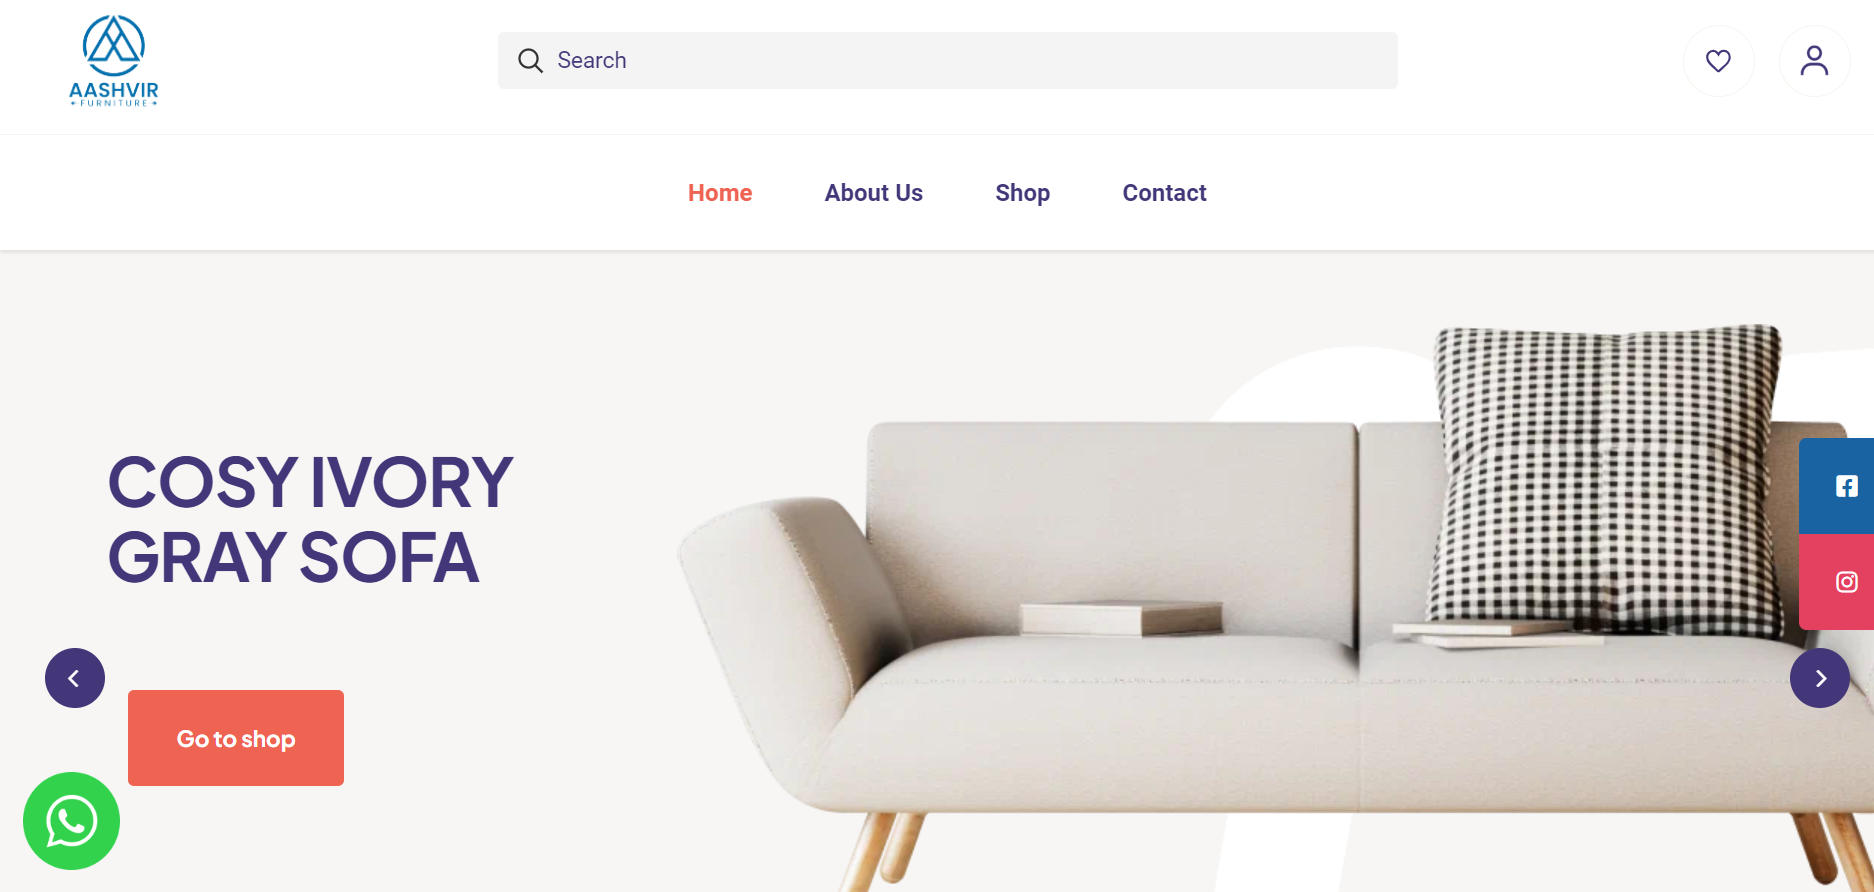 AASHVIR
FURNITURE
Search
Home
About Us
Shop
Contact
COSY IVORY
GRAY SOFA
Go to shop